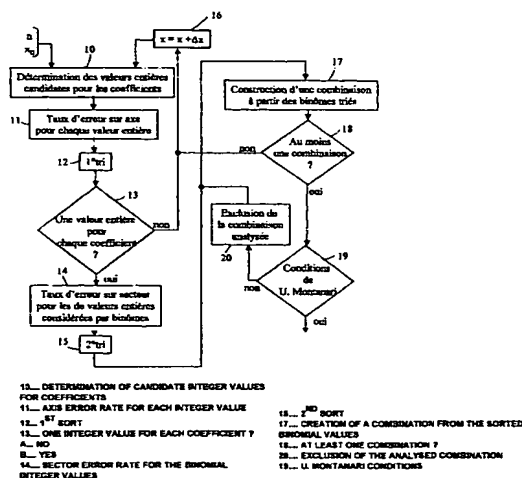 n
x₀
16
x = x + Δx
10
Détermination des valeurs entières
candidates pour les coefficients
11
Taux d'erreur sur axe
pour chaque valeur entière
12
1ᵉʳtri
13
Une valeur entière
pour
chaque coefficient
?
non
oui
14
Taux d'erreur sur secteur
pour les de valeurs entières
considérées par binômes
15
2ᵉtri
17
Construction d'une combinaison
à partir des binômes triés
18
Au moins
une combinaison
?
non
oui
Exclusion de
la combinaison
analysée
20
19
Conditions
de
U. Montanari
non
oui
10... DETERMINATION OF CANDIDATE INTEGER VALUES
FOR COEFFICIENTS
11... AXIS ERROR RATE FOR EACH INTEGER VALUE
12... 1ST SORT
13... ONE INTEGER VALUE FOR EACH COEFFICIENT ?
A... NO
B... YES
14... SECTOR ERROR RATE FOR THE BINOMIAL
INTEGER VALUES
15... 2ND SORT
17... CREATION OF A COMBINATION FROM THE SORTED
BINOMIAL VALUES
18... AT LEAST ONE COMBINATION ?
20... EXCLUSION OF THE ANALYSED COMBINATION
19... U. MONTANARI CONDITIONS